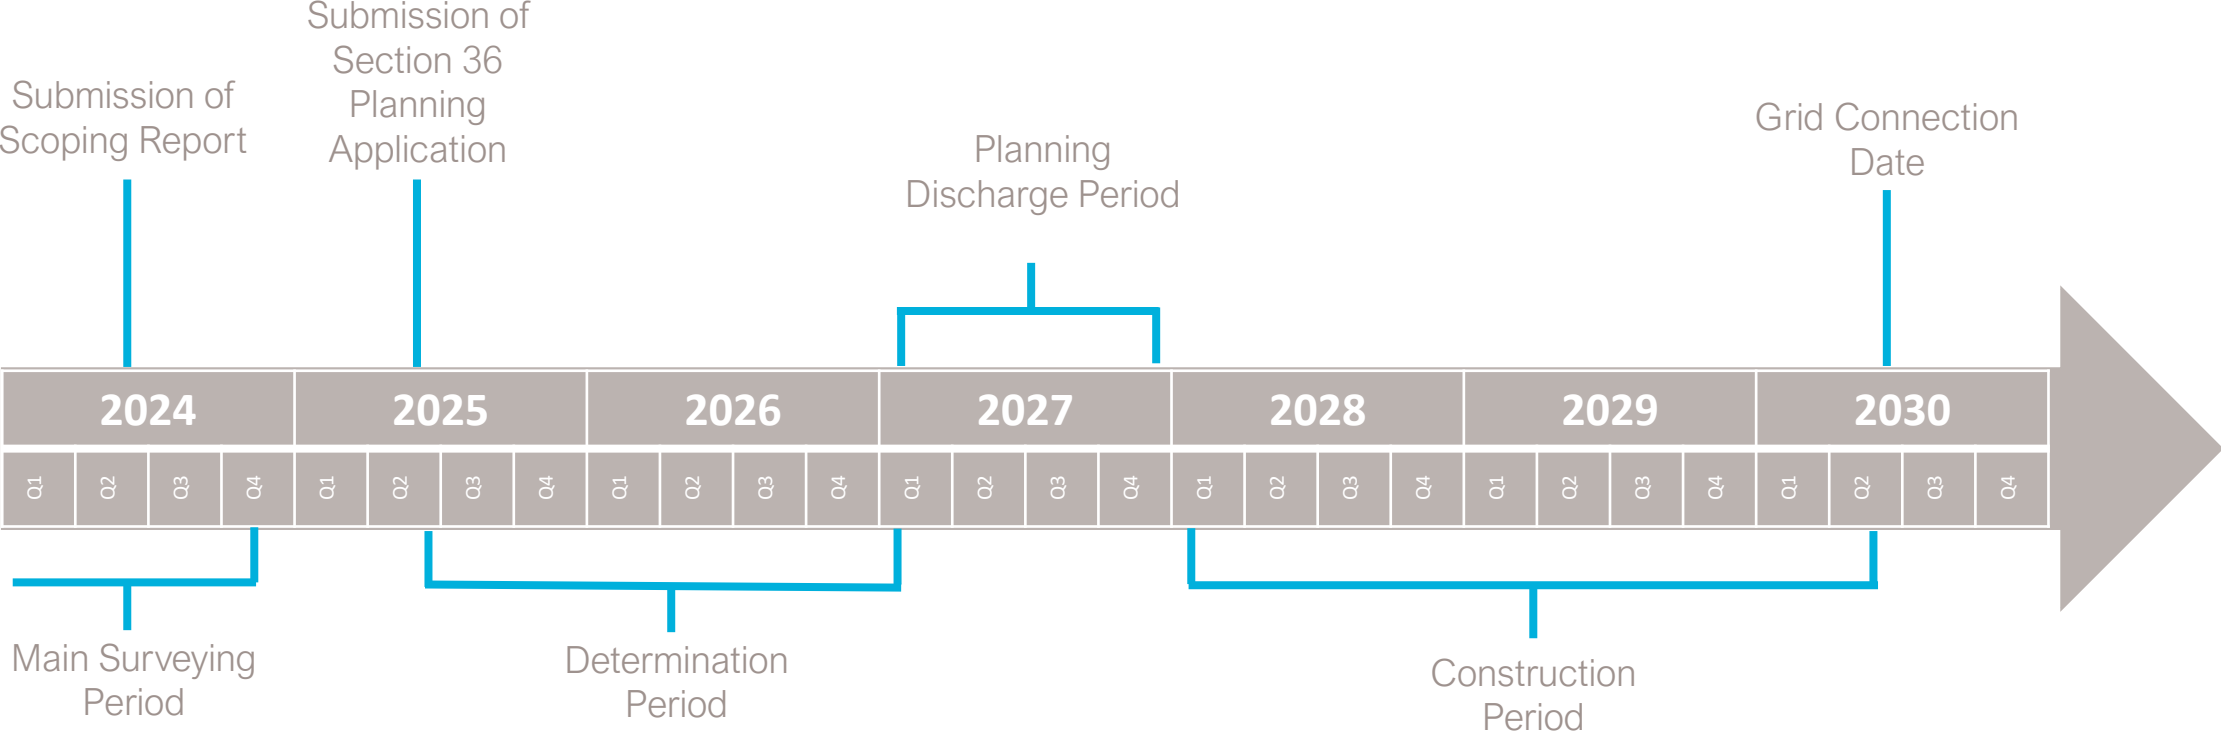 Submission of
Scoping Report
Submission of
Section 36
Planning
Application
Planning
Discharge Period
Grid Connection
Date
2024 2025 2026 2027 2028 2029 2030
Q1 Q2 Q3 Q4 Q1 Q2 Q3 Q4 Q1 Q2 Q3 Q4 Q1 Q2 Q3 Q4 Q1 Q2 Q3 Q4 Q1 Q2 Q3 Q4 Q1 Q2 Q3 Q4
Main Surveying
Period
Determination
Period
Construction
Period